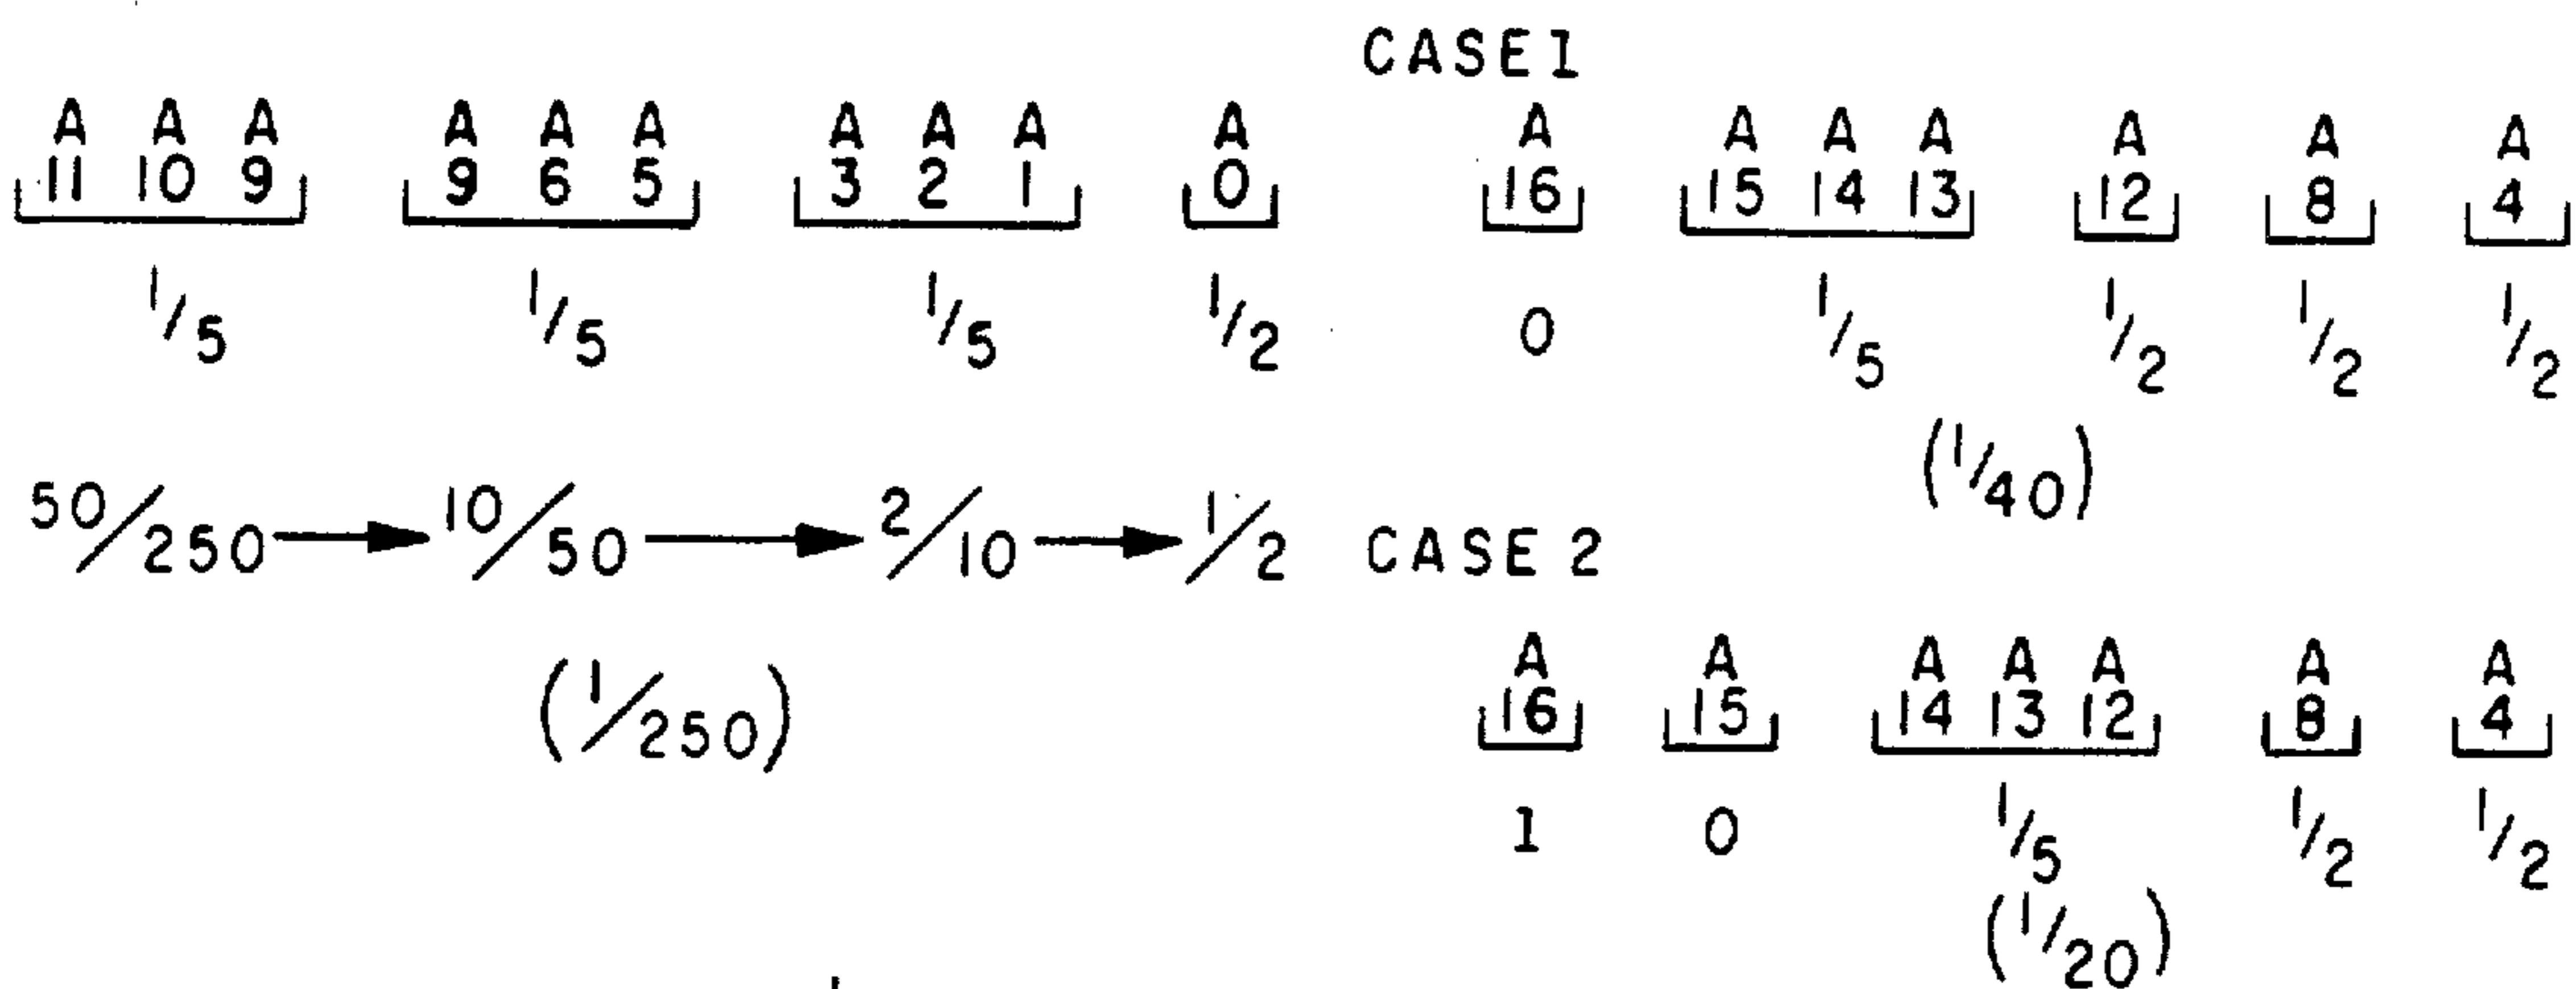 CASE 1
A A A A A A A A A A
11 10 9 9 6 5 3 2 1 0
1/5 1/5 1/5 1/2
50/250 10/50 2/10 1/2
(1/250)
A A A A A A A
16 15 14 13 12 8 4
0 1/5 1/2 1/2 1/2
(1/40)
CASE 2
A A A A A A A
16 15 14 13 12 8 4
1 0 1/5 1/2 1/2
(1/20)